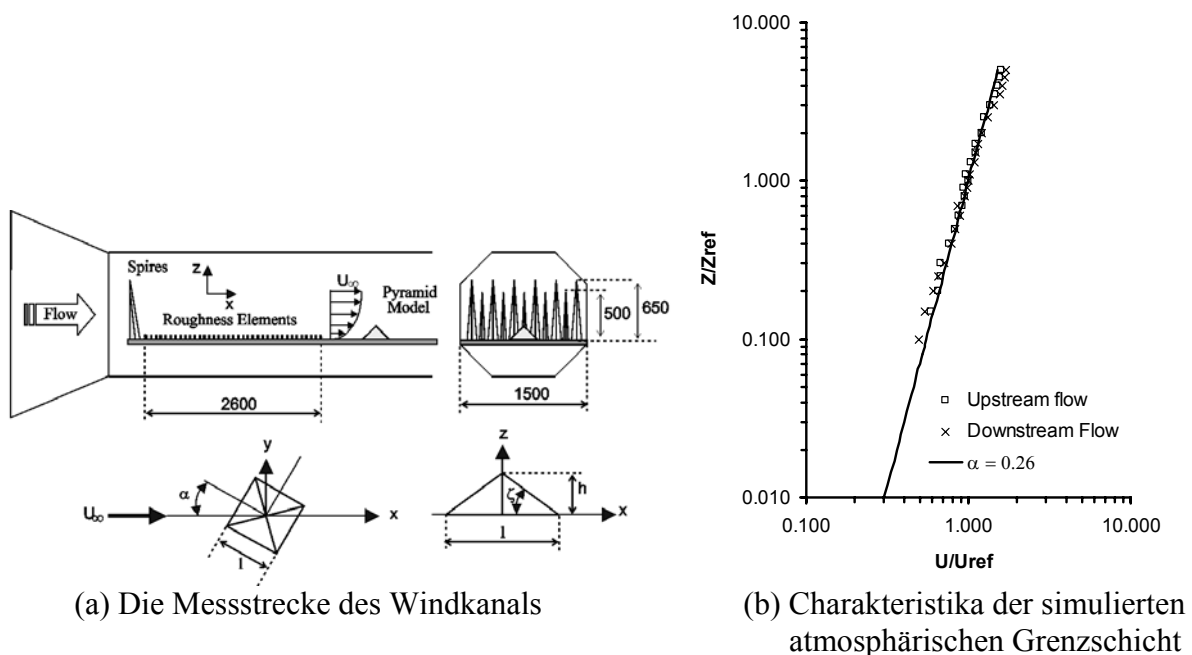 Spires
z
x
Flow
Roughness Elements
U∞
Pyramid
Model
2600
500
650
1500
y
α
U∞
x
l
z
ζ
h
x
l
(a) Die Messstrecke des Windkanals
10.000
1.000
0.100
0.010
Z/Zref
Upstream flow
Downstream Flow
α = 0.26
0.100
1.000
10.000
U/Uref
(b) Charakteristika der simulierten
atmosphärischen Grenzschicht